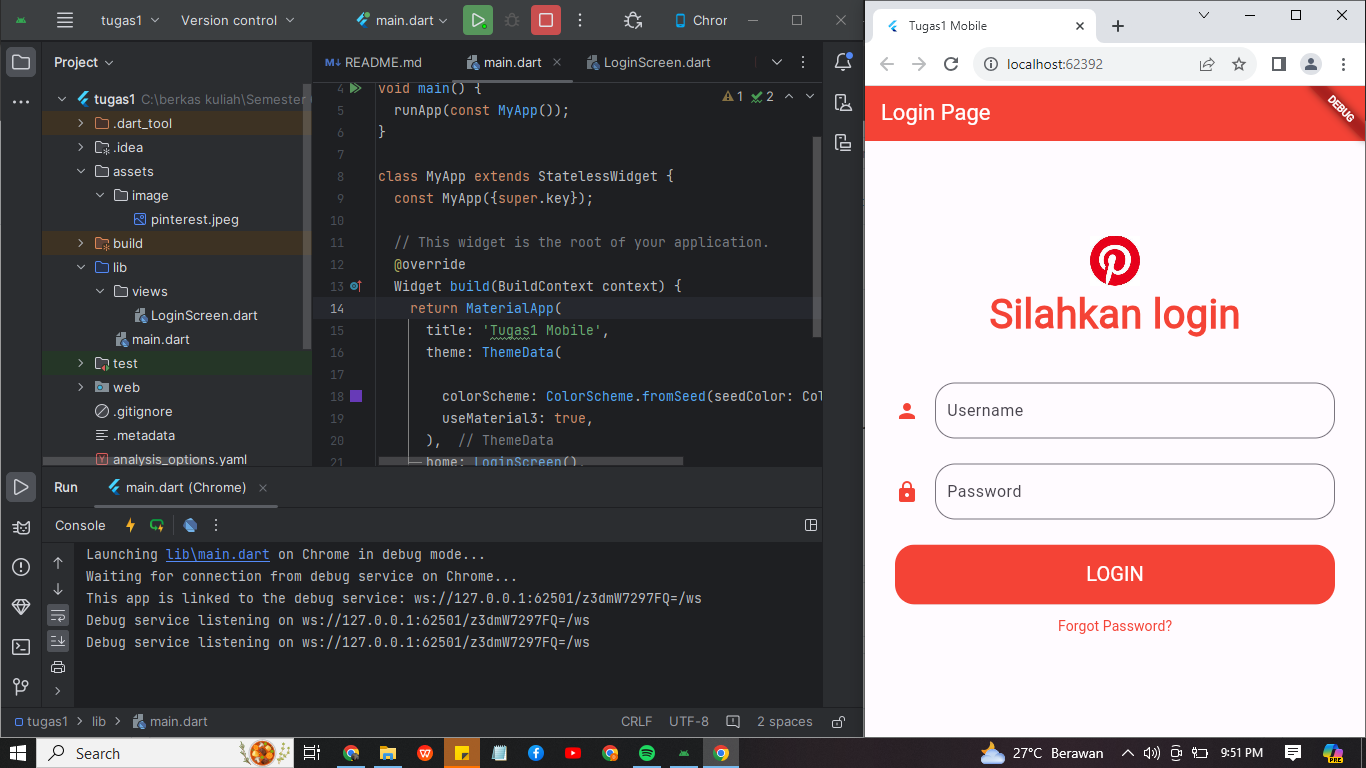 tugas1
Version control
main.dart
Chror
Project
README.md
main.dart
LoginScreen.dart
tugas1 C:\berkas kuliah\Semester
.dart_tool
.idea
assets
image
pinterest.jpeg
build
lib
views
LoginScreen.dart
main.dart
test
web
.gitignore
.metadata
analysis_options.yaml
1 2
4 void main() {
5 runApp(const MyApp());
6 }
7
8 class MyApp extends StatelessWidget {
9 const MyApp({super.key});
10
11 // This widget is the root of your application.
12 @override
13 Widget build(BuildContext context) {
14 return MaterialApp(
15 title: 'Tugas1 Mobile',
16 theme: ThemeData(
17
18 colorScheme: ColorScheme.fromSeed(seedColor: Col
19 useMaterial3: true,
20 ), // ThemeData
21 home: LoginScreen(),
Run
main.dart (Chrome)
Console
Launching lib\main.dart on Chrome in debug mode...
Waiting for connection from debug service on Chrome...
This app is linked to the debug service: ws://127.0.0.1:62501/z3dmW7297FQ=/ws
Debug service listening on ws://127.0.0.1:62501/z3dmW7297FQ=/ws
Debug service listening on ws://127.0.0.1:62501/z3dmW7297FQ=/ws
tugas1 > lib > main.dart
CRLF
UTF-8
2 spaces
Tugas1 Mobile
localhost:62392
Login Page
DEBUG
Silahkan login
Username
Password
LOGIN
Forgot Password?
Search
27°C Berawan
9:51 PM
PRE